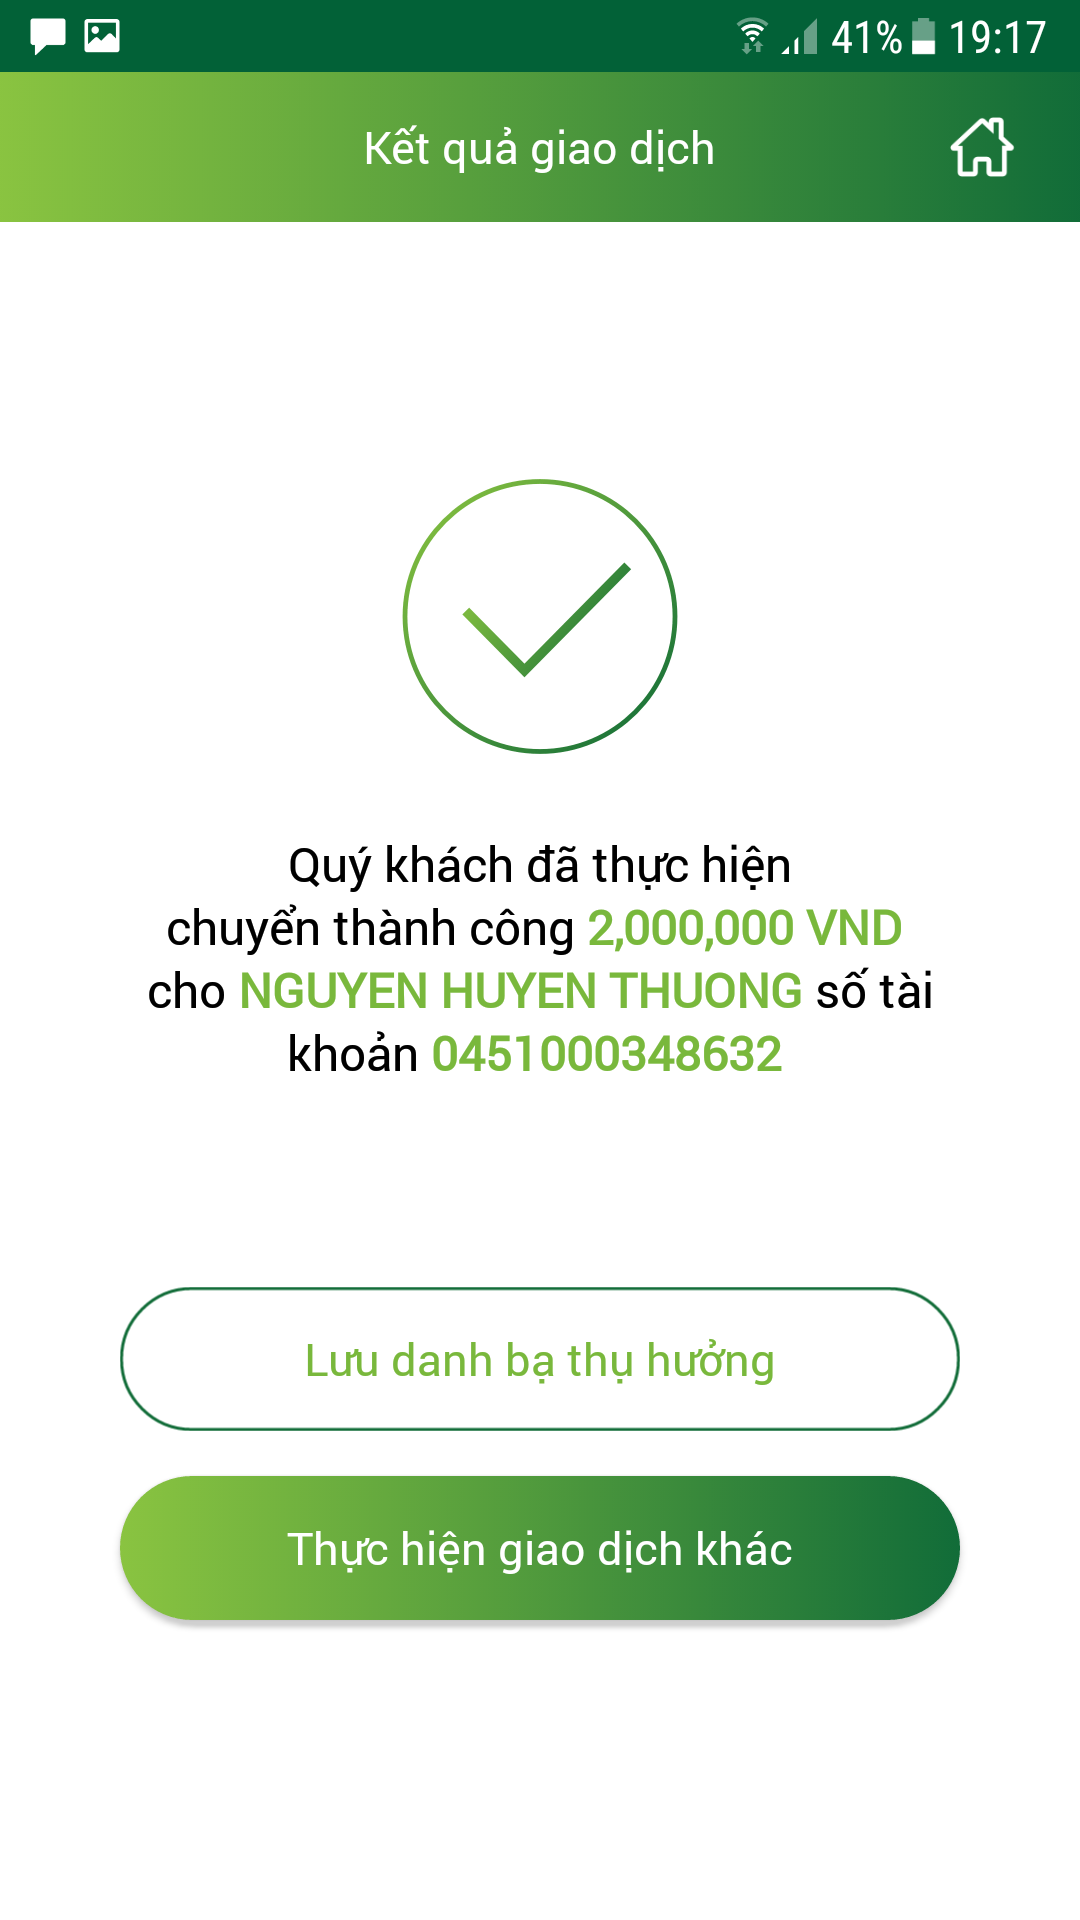 41% 19:17
Kết quả giao dịch
Quý khách đã thực hiện
chuyển thành công 2,000,000 VND
cho NGUYEN HUYEN THUONG số tài
khoản 0451000348632
Lưu danh bạ thụ hưởng
Thực hiện giao dịch khác